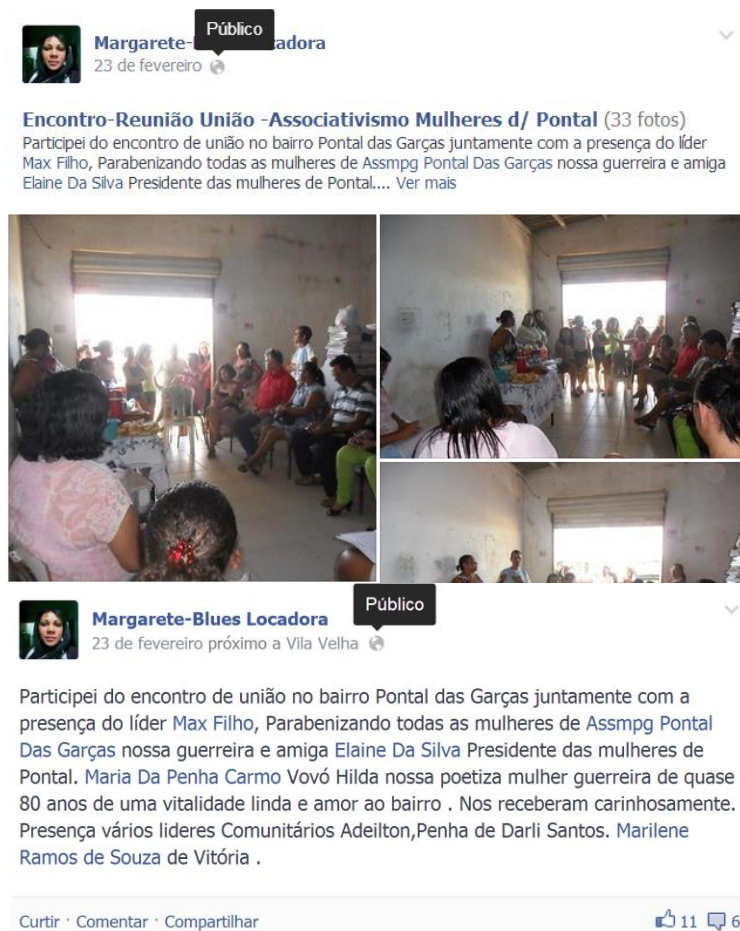 Público
Margarete- cadora
23 de fevereiro
Encontro-Reunião União -Associativismo Mulheres d/ Pontal (33 fotos)
Participei do encontro de união no bairro Pontal das Garças juntamente com a presença do líder
Max Filho, Parabenizando todas as mulheres de Assmpg Pontal Das Garças nossa guerreira e amiga
Elaine Da Silva Presidente das mulheres de Pontal.... Ver mais
Público
Margarete-Blues Locadora
23 de fevereiro próximo a Vila Velha
Participei do encontro de união no bairro Pontal das Garças juntamente com a
presença do líder Max Filho, Parabenizando todas as mulheres de Assmpg Pontal
Das Garças nossa guerreira e amiga Elaine Da Silva Presidente das mulheres de
Pontal. Maria Da Penha Carmo Vovó Hilda nossa poetiza mulher guerreira de quase
80 anos de uma vitalidade linda e amor ao bairro . Nos receberam carinhosamente.
Presença vários lideres Comunitários Adeilton,Penha de Darli Santos. Marilene
Ramos de Souza de Vitória .
Curtir · Comentar · Compartilhar 11 6